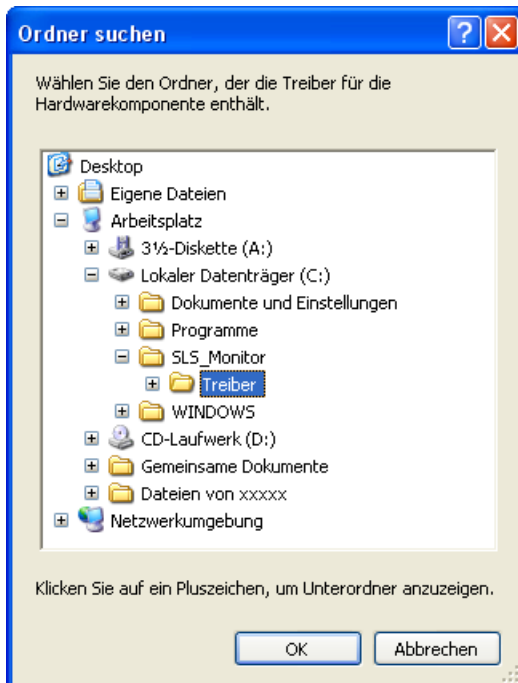 Ordner suchen
Wählen Sie den Ordner, der die Treiber für die
Hardwarekomponente enthält.
Desktop
Eigene Dateien
Arbeitsplatz
3½-Diskette (A:)
Lokaler Datenträger (C:)
Dokumente und Einstellungen
Programme
SLS_Monitor
Treiber
WINDOWS
CD-Laufwerk (D:)
Gemeinsame Dokumente
Dateien von xxxxx
Netzwerkumgebung
Klicken Sie auf ein Pluszeichen, um Unterordner anzuzeigen.
OK Abbrechen